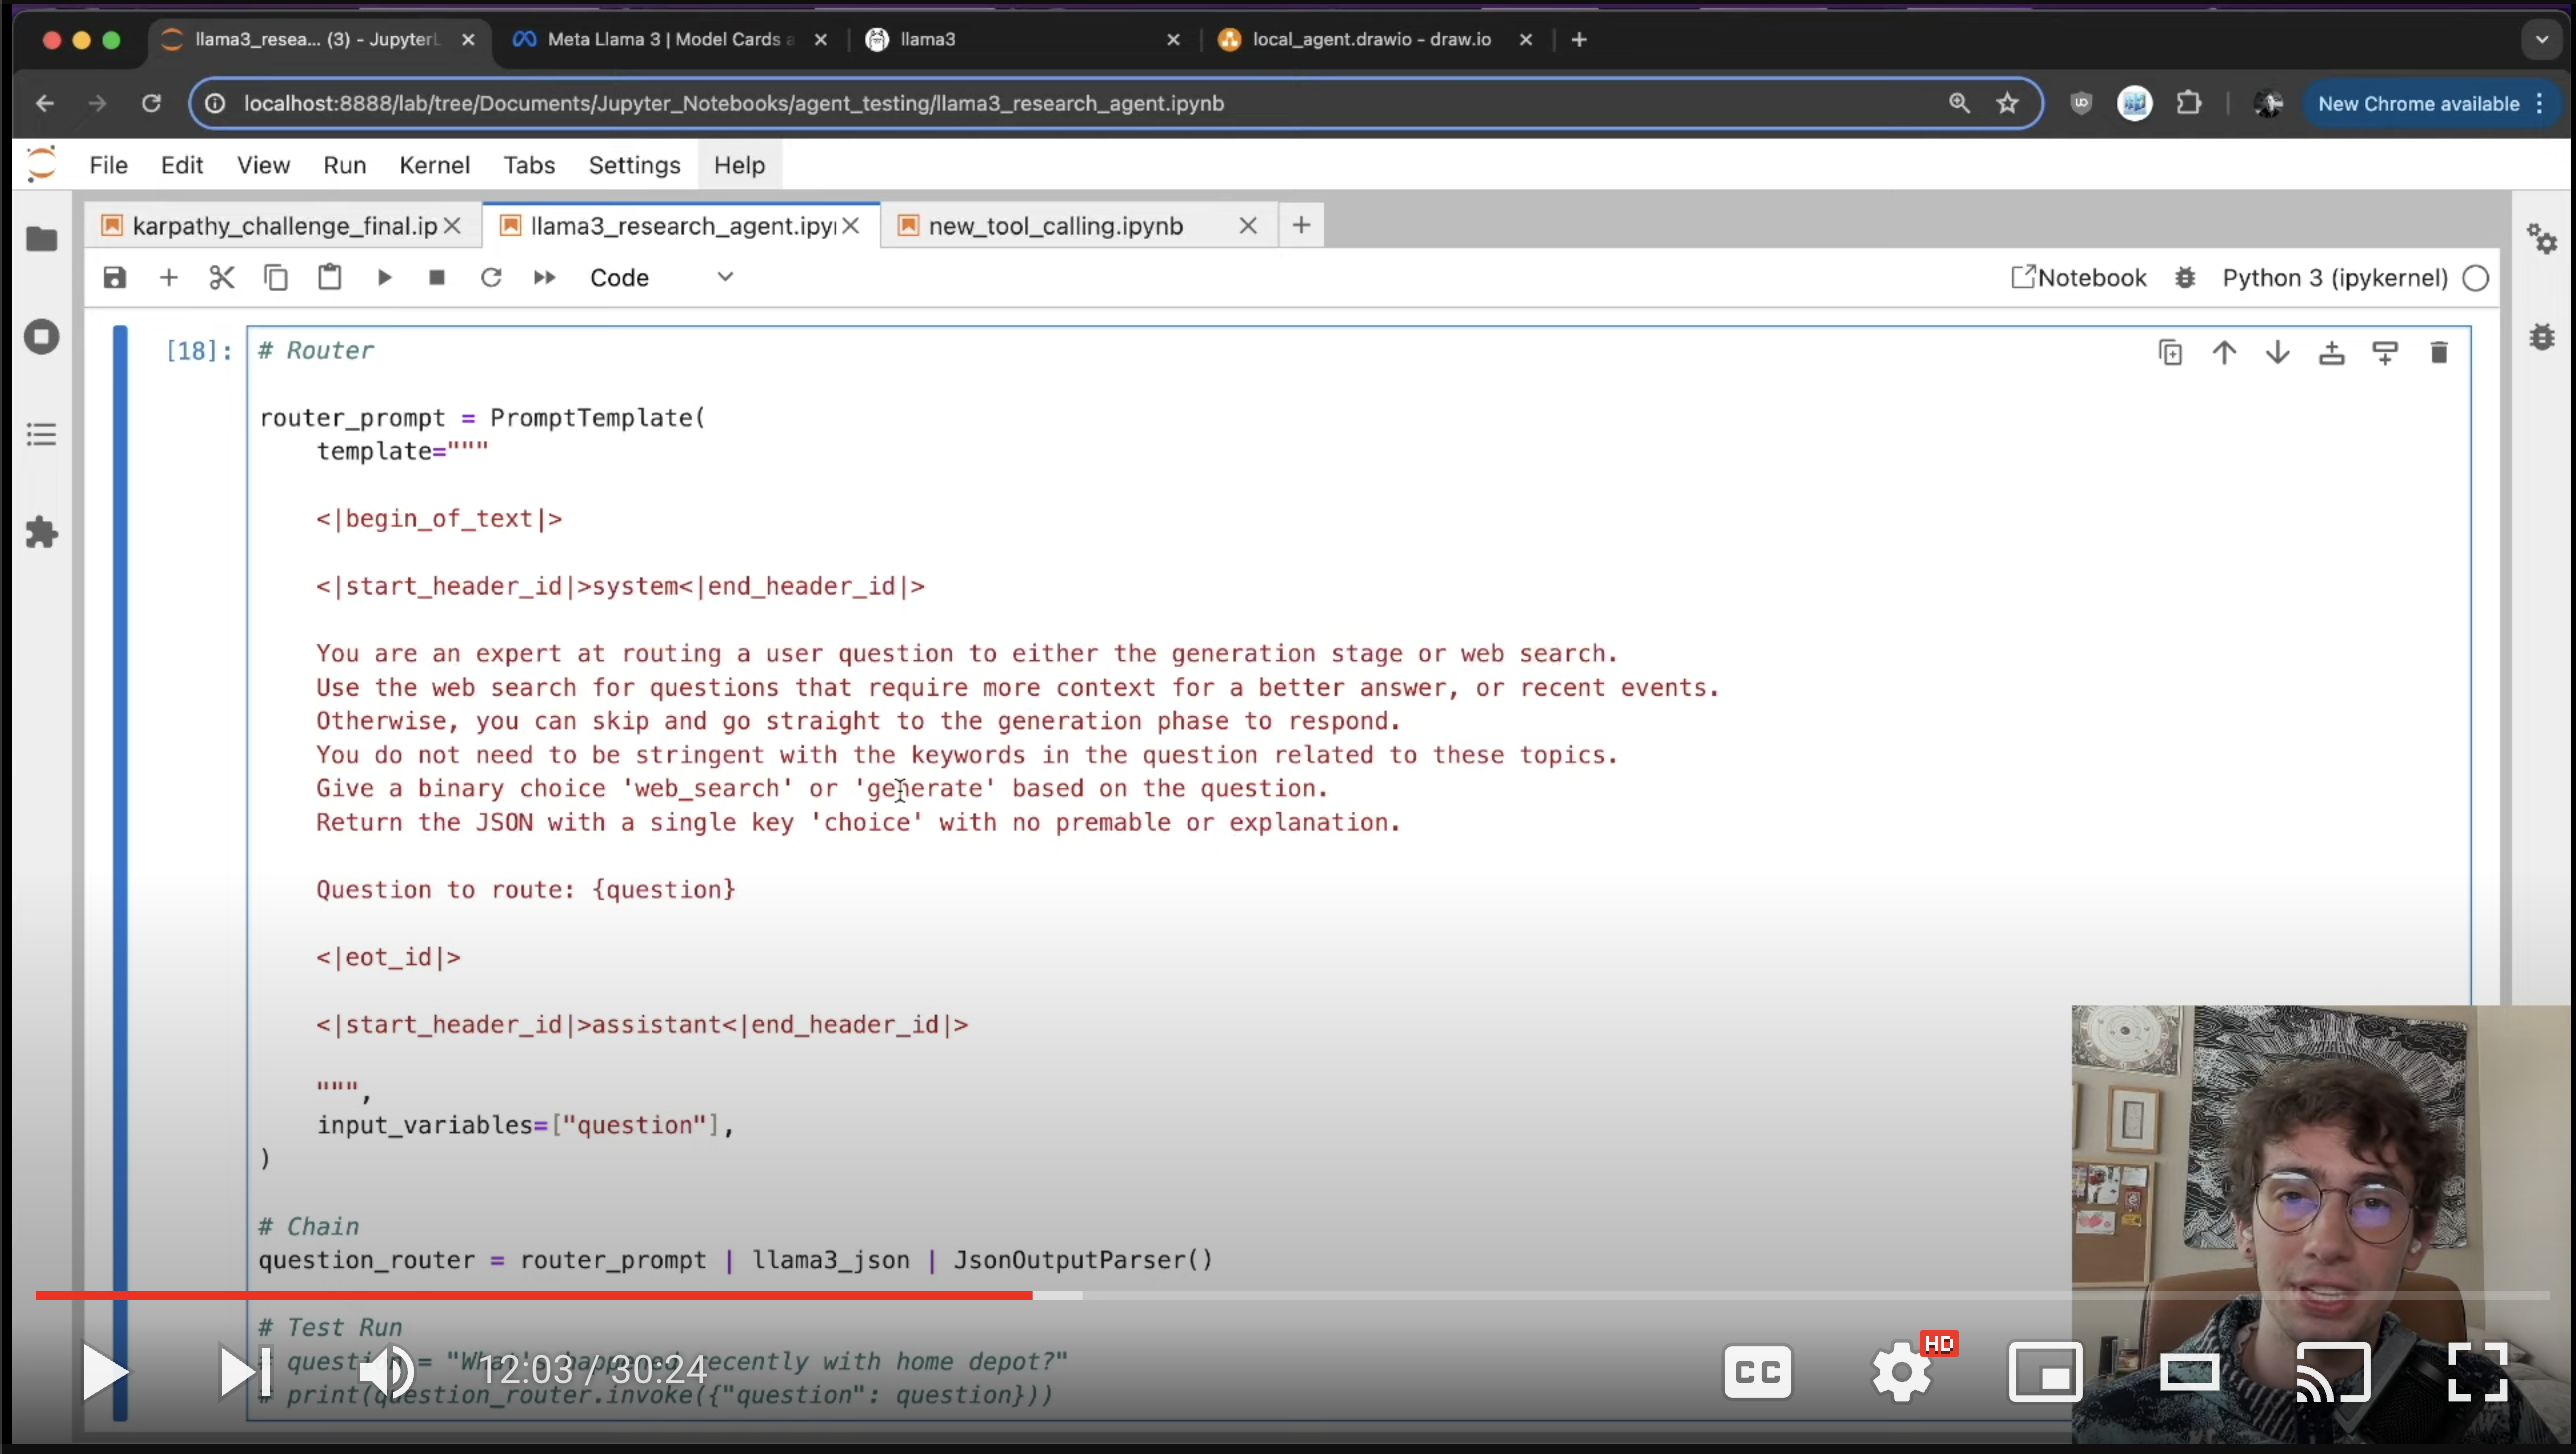 llama3_resea... (3) - JupyterL
Meta Llama 3 | Model Cards a
llama3
local_agent.drawio - draw.io
localhost:8888/lab/tree/Documents/Jupyter_Notebooks/agent_testing/llama3_research_agent.ipynb
New Chrome available
File Edit View Run Kernel Tabs Settings Help
karpathy_challenge_final.ip
llama3_research_agent.ipyn
new_tool_calling.ipynb
Code
Notebook
Python 3 (ipykernel)
[18]:
# Router
router_prompt = PromptTemplate(
template="""
<|begin_of_text|>
<|start_header_id|>system<|end_header_id|>
You are an expert at routing a user question to either the generation stage or web search.
Use the web search for questions that require more context for a better answer, or recent events.
Otherwise, you can skip and go straight to the generation phase to respond.
You do not need to be stringent with the keywords in the question related to these topics.
Give a binary choice 'web_search' or 'generate' based on the question.
Return the JSON with a single key 'choice' with no premable or explanation.
Question to route: {question}
<|eot_id|>
<|start_header_id|>assistant<|end_header_id|>
""",
input_variables=["question"],
)
# Chain
question_router = router_prompt | llama3_json | JsonOutputParser()
# Test Run
# question = "What's happened recently with home depot?"
# print(question_router.invoke({"question": question}))
12:03 / 30:24
CC
HD